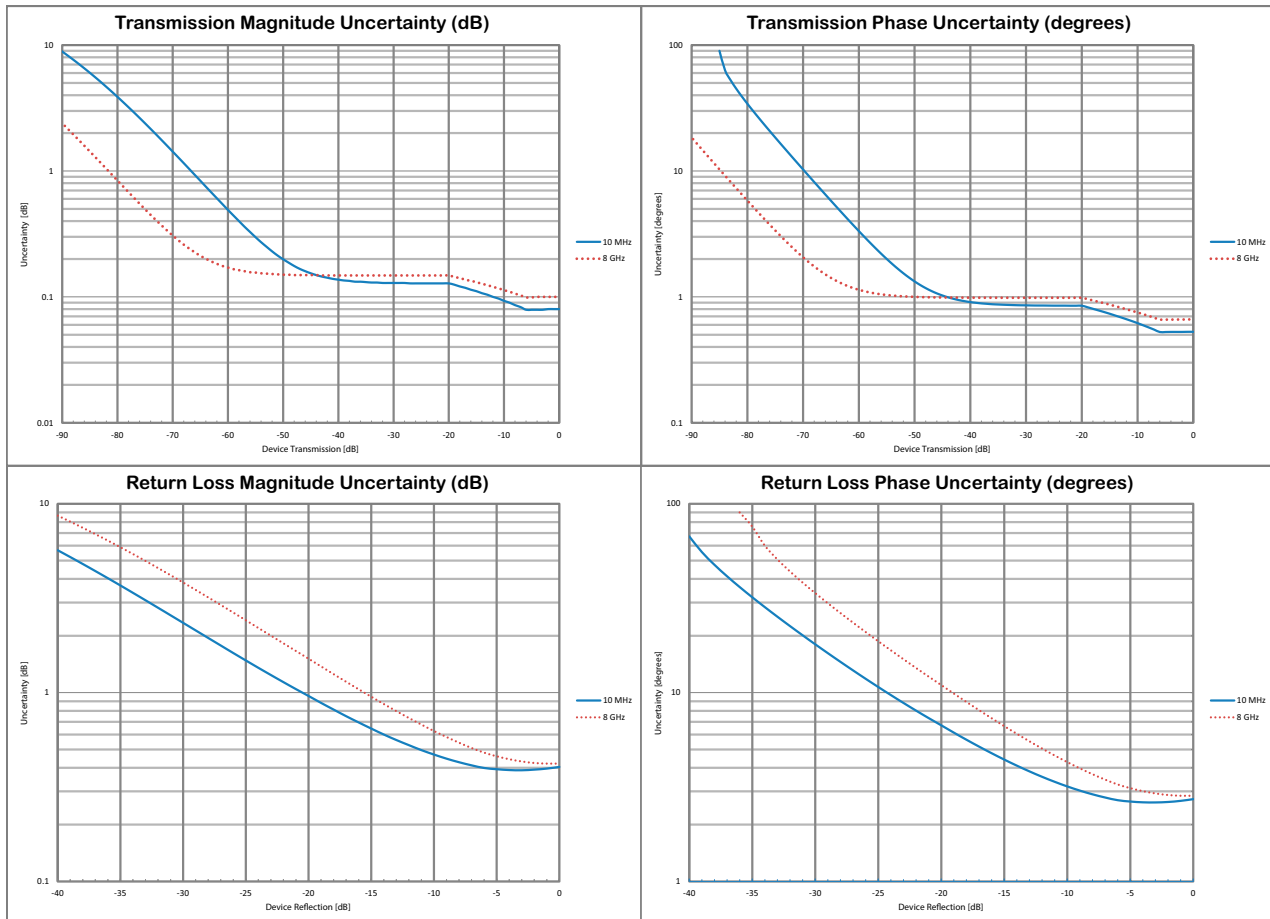 Transmission Magnitude Uncertainty (dB)
10
1
0.1
0.01
Uncertainty [dB]
-90 -80 -70 -60 -50 -40 -30 -20 -10 0
Device Transmission [dB]
10 MHz
8 GHz
Transmission Phase Uncertainty (degrees)
100
10
1
0.1
Uncertainty [degrees]
-90 -80 -70 -60 -50 -40 -30 -20 -10 0
Device Transmission [dB]
10 MHz
8 GHz
Return Loss Magnitude Uncertainty (dB)
10
1
0.1
Uncertainty [dB]
-40 -35 -30 -25 -20 -15 -10 -5 0
Device Reflection [dB]
10 MHz
8 GHz
Return Loss Phase Uncertainty (degrees)
100
10
1
Uncertainty [degrees]
-40 -35 -30 -25 -20 -15 -10 -5 0
Device Reflection [dB]
10 MHz
8 GHz